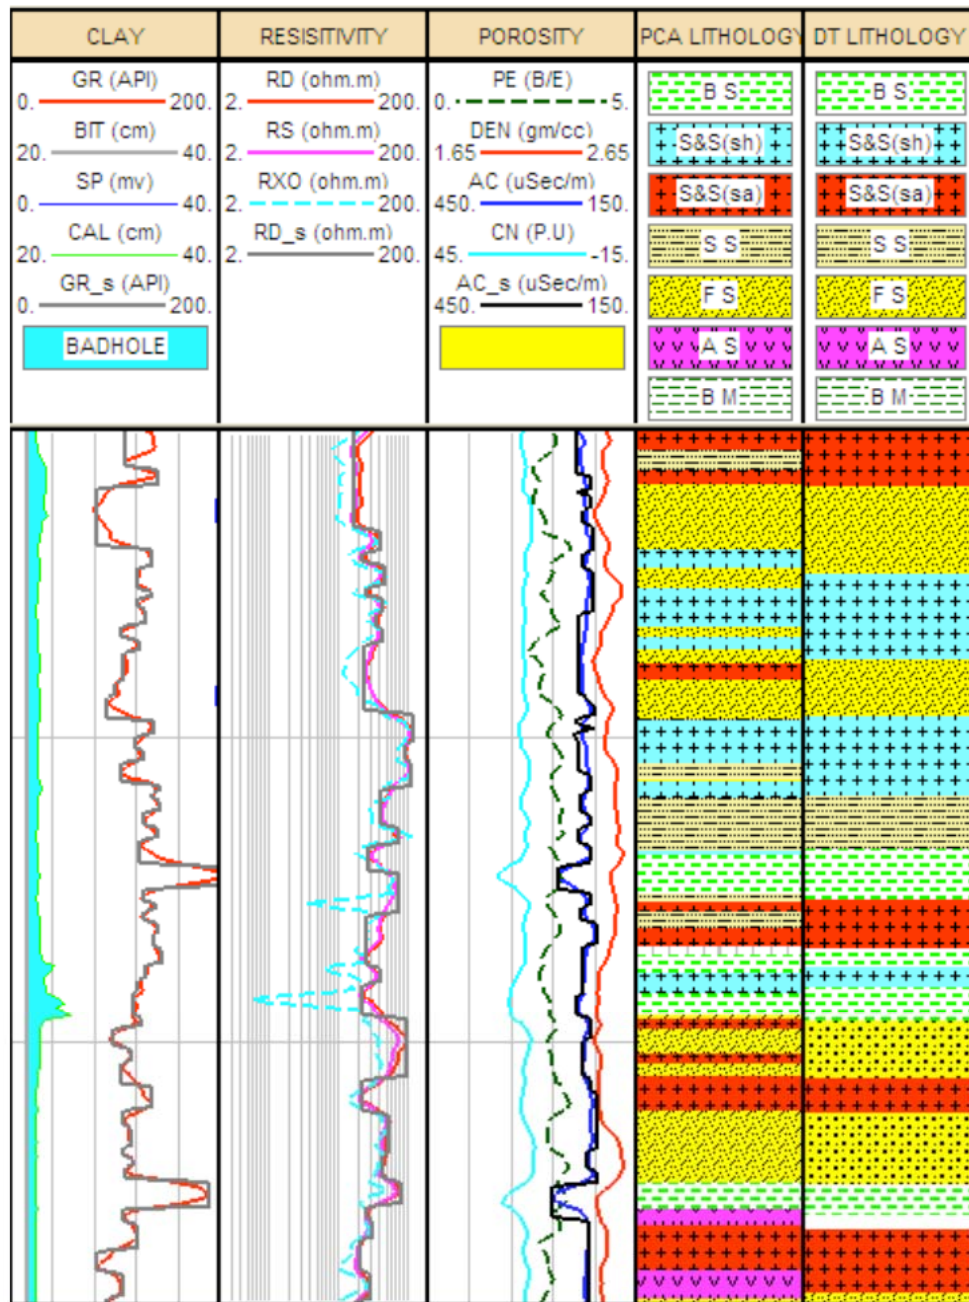 CLAY RESISITIVITY POROSITY PCA LITHOLOGY DT LITHOLOGY
GR (API)
0. 200.
BIT (cm)
20. 40.
SP (mv)
0. 40.
CAL (cm)
20. 40.
GR_s (API)
0. 200.
BADHOLE
RD (ohm.m)
2. 200.
RS (ohm.m)
2. 200.
RXO (ohm.m)
2. 200.
RD_s (ohm.m)
2. 200.
PE (B/E)
0. 5.
DEN (gm/cc)
1.65 2.65
AC (uSec/m)
450. 150.
CN (P.U)
45. -15.
AC_s (uSec/m)
450. 150.
B S
S&S(sh)
S&S(sa)
S S
F S
A S
B M
B S
S&S(sh)
S&S(sa)
S S
F S
A S
B M